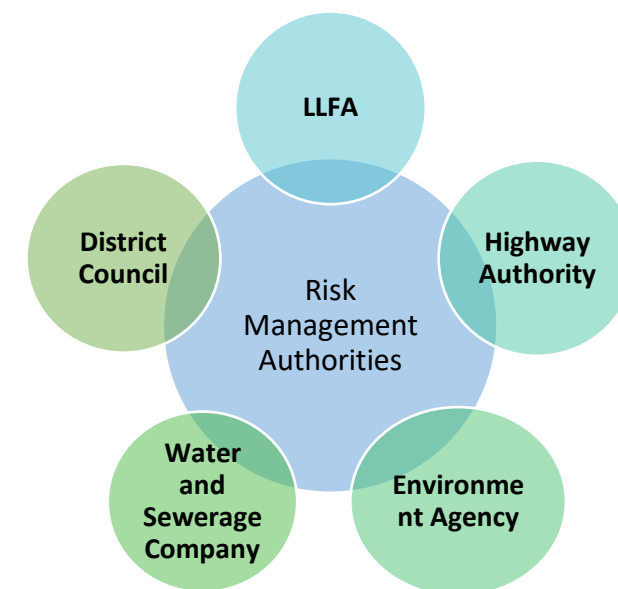 LLFA
Highway
Authority
Environme
nt Agency
Water
and
Sewerage
Company
District
Council
Risk
Management
Authorities